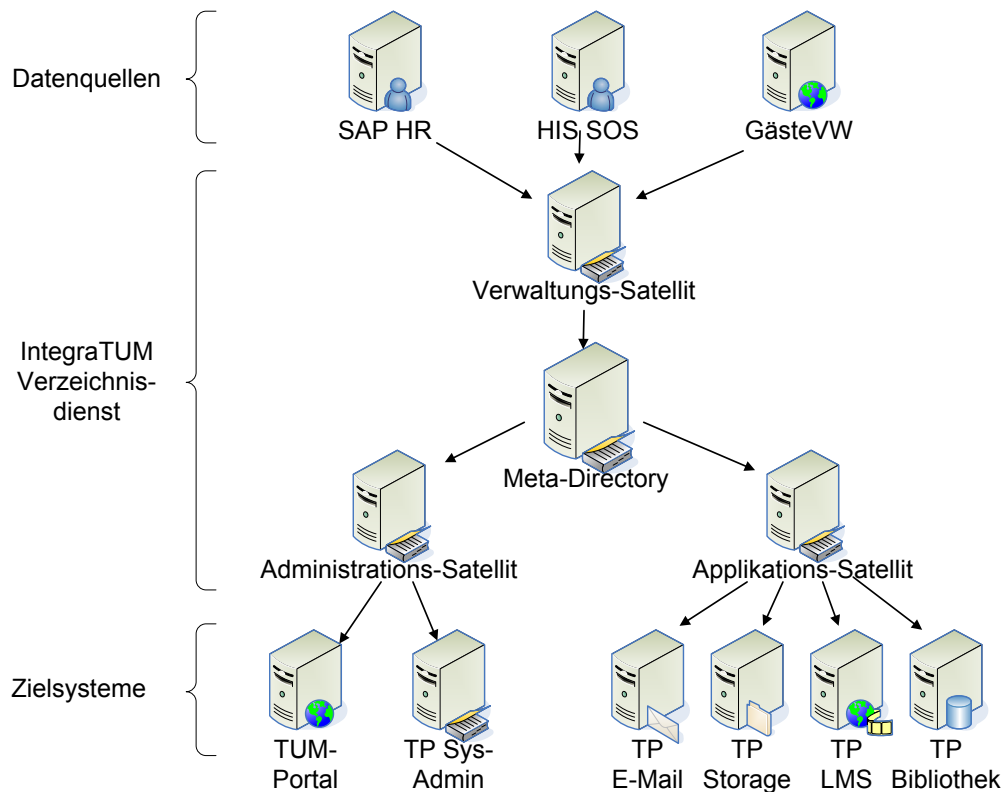 Datenquellen
SAP HR
HIS SOS
GästeVW
Verwaltungs-Satellit
IntegraTUM
Verzeichnis-
dienst
Meta-Directory
Administrations-Satellit
Applikations-Satellit
Zielsysteme
TUM-
Portal
TP Sys-
Admin
TP
E-Mail
TP
Storage
TP
LMS
TP
Bibliothek